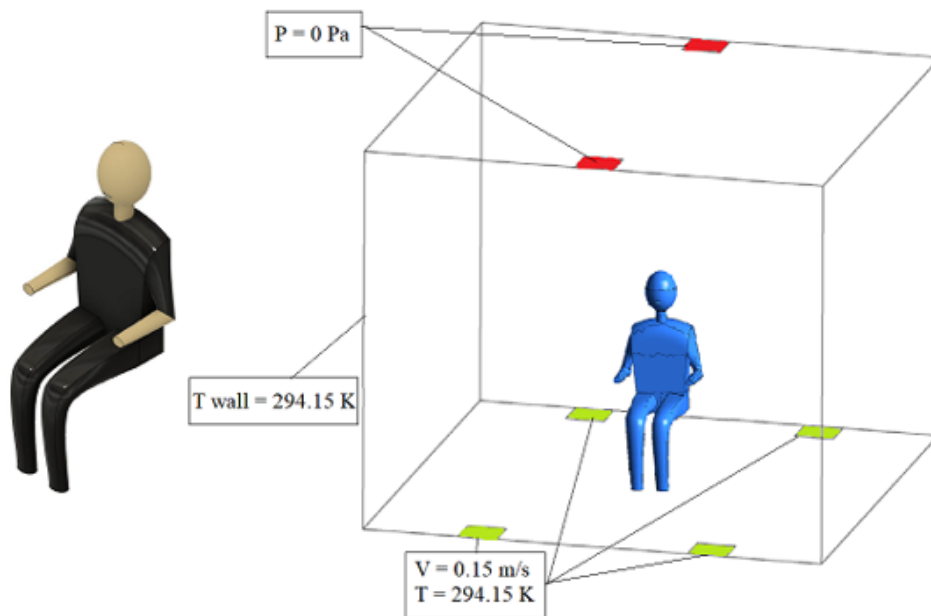 P = 0 Pa
T wall = 294.15 K
V = 0.15 m/s
T = 294.15 K